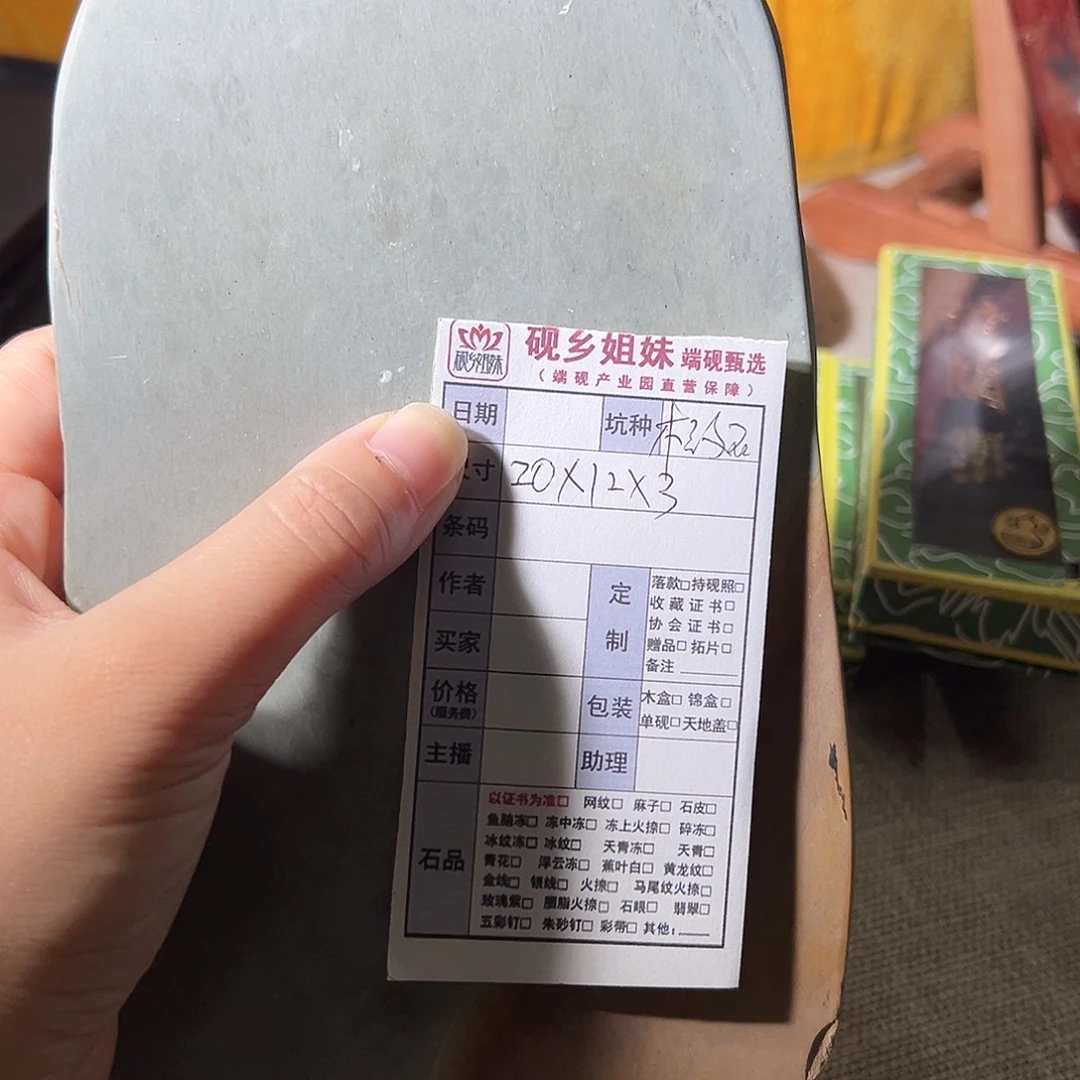 砚乡姐妹 砚乡姐妹 端砚甄选
(端砚产业园直营保障)
日期 坑种
寸 20X12X3
条码
作者 定制 落款□持砚照□
收藏证书□
协会证书□
赠品□ 拓片□
买家 备注
价格 (服务费) 包装 木盒□ 锦盒□
单砚□天地盖□
主播 助理
石品 以证书为准□ 网纹□ 麻子□ 石皮□
鱼脑冻□ 冻中冻□ 冻上火捺□ 碎冻□
冰纹冻□ 冰纹□ 天青冻□ 天青□
青花□ 浮云冻□ 蕉叶白□ 黄龙纹□
金线□ 银线□ 火捺□ 马尾纹火捺□
玫瑰紫□ 胭脂火捺□ 石眼□ 翡翠□
五彩钉□ 朱砂钉□ 彩带□ 其他：